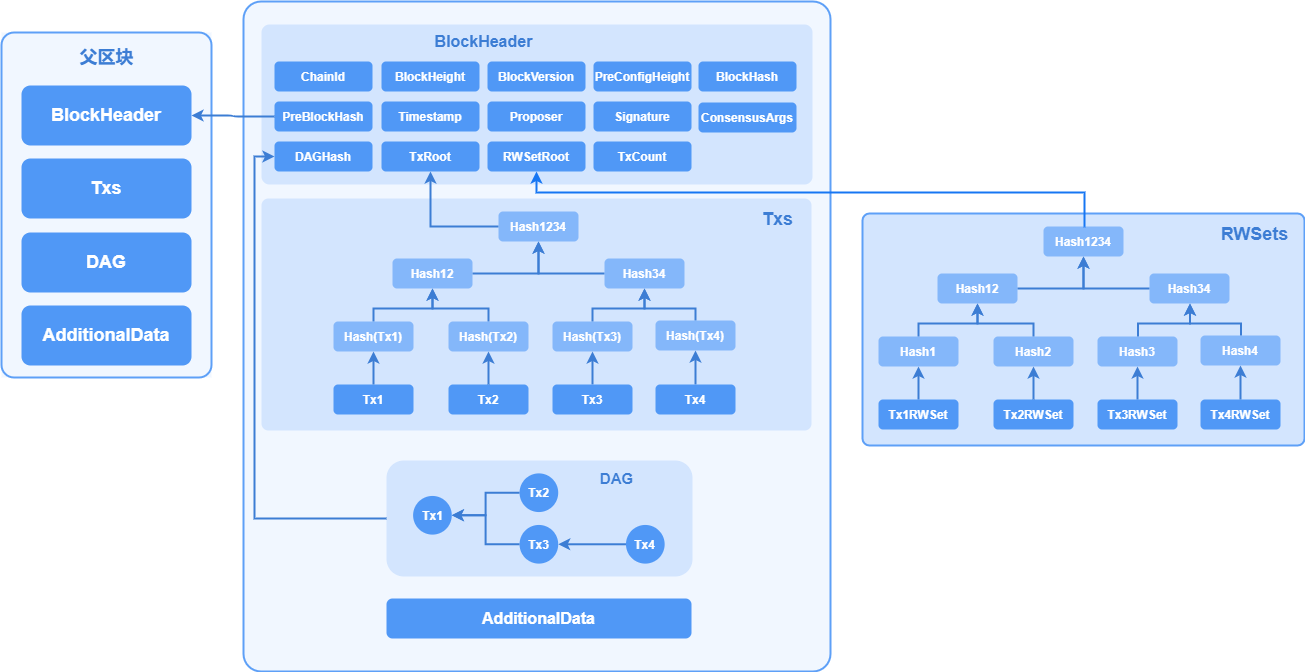 父区块
BlockHeader
Txs
DAG
AdditionalData
BlockHeader
ChainId
BlockHeight
BlockVersion
PreConfigHeight
BlockHash
PreBlockHash
Timestamp
Proposer
Signature
ConsensusArgs
DAGHash
TxRoot
RWSetRoot
TxCount
Txs
Hash1234
Hash12
Hash34
Hash(Tx1)
Hash(Tx2)
Hash(Tx3)
Hash(Tx4)
Tx1
Tx2
Tx3
Tx4
DAG
Tx1
Tx2
Tx3
Tx4
AdditionalData
RWSets
Hash1234
Hash12
Hash34
Hash1
Hash2
Hash3
Hash4
Tx1RWSet
Tx2RWSet
Tx3RWSet
Tx4RWSet